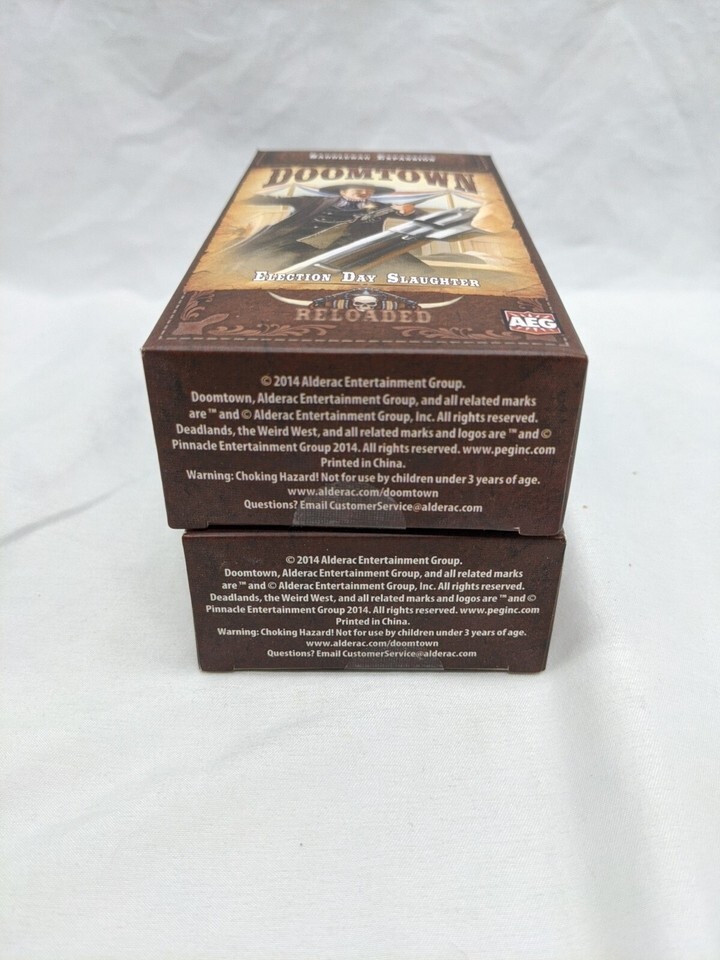 Saddlebag Expansion
DOOMTOWN
Election Day Slaughter
RELOADED
AEG
© 2014 Alderac Entertainment Group.
Doomtown, Alderac Entertainment Group, and all related marks
are ™ and © Alderac Entertainment Group, Inc. All rights reserved.
Deadlands, the Weird West, and all related marks and logos are ™ and ©
Pinnacle Entertainment Group 2014. All rights reserved. www.peginc.com
Printed in China.
Warning: Choking Hazard! Not for use by children under 3 years of age.
www.alderac.com/doomtown
Questions? Email CustomerService@alderac.com
© 2014 Alderac Entertainment Group.
Doomtown, Alderac Entertainment Group, and all related marks
are ™ and © Alderac Entertainment Group, Inc. All rights reserved.
Deadlands, the Weird West, and all related marks and logos are ™ and ©
Pinnacle Entertainment Group 2014. All rights reserved. www.peginc.com
Printed in China.
Warning: Choking Hazard! Not for use by children under 3 years of age.
www.alderac.com/doomtown
Questions? Email CustomerService@alderac.com